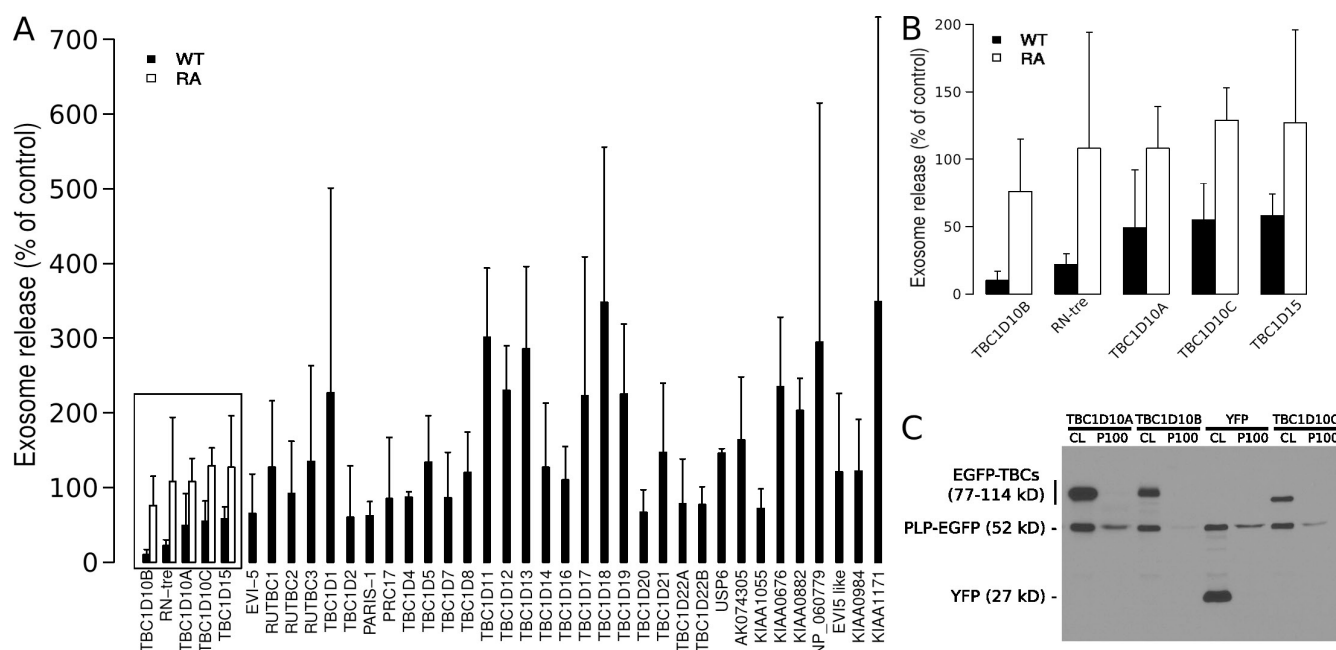 A
Exosome release (% of control)
700
600
500
400
300
200
100
0
WT
RA
TBC1D10B
RN-tre
TBC1D10A
TBC1D10C
TBC1D15
EVI-5
RUTBC1
RUTBC2
RUTBC3
TBC1D1
TBC1D2
PARIS-1
PRC17
TBC1D4
TBC1D5
TBC1D7
TBC1D8
TBC1D11
TBC1D12
TBC1D13
TBC1D14
TBC1D16
TBC1D17
TBC1D18
TBC1D19
TBC1D20
TBC1D21
TBC1D22A
TBC1D22B
USP6
AK074305
KIAA1055
KIAA0676
KIAA0882
NP_060779
EVI5 like
KIAA0984
KIAA1171
B
Exosome release (% of control)
200
150
100
50
0
WT
RA
TBC1D10B
RN-tre
TBC1D10A
TBC1D10C
TBC1D15
C
TBC1D10A TBC1D10B YFP TBC1D10C
CL P100 CL P100 CL P100 CL P100
EGFP-TBCs
(77-114 kD)
PLP-EGFP (52 kD) -
YFP (27 kD) -